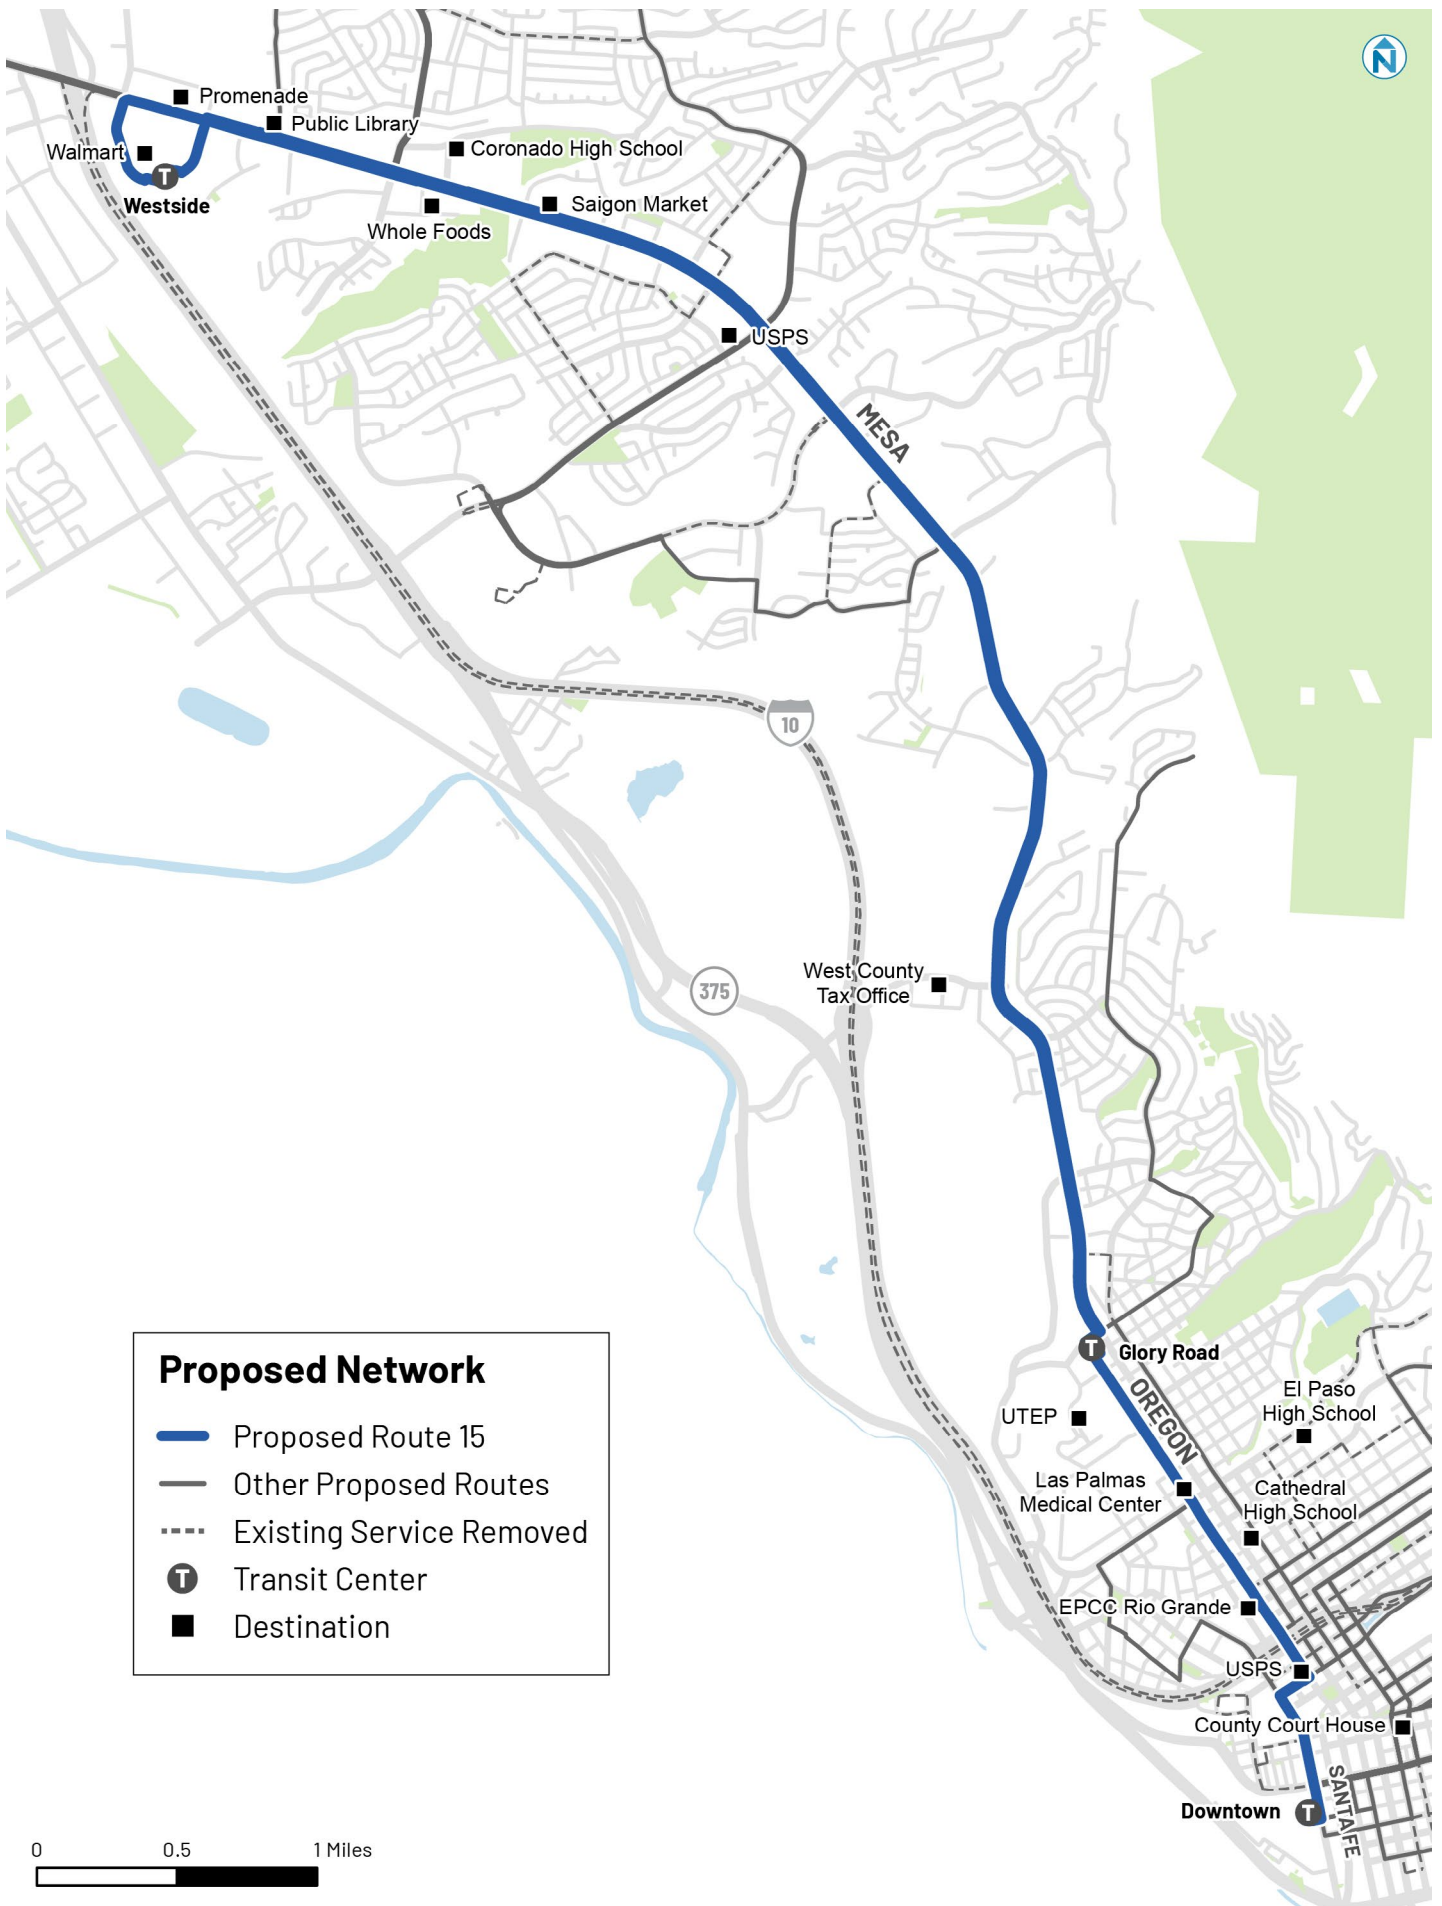 N
Promenade
Public Library
Walmart
T
Westside
Coronado High School
Saigon Market
Whole Foods
USPS
MESA
10
West County
Tax Office
375
T
Glory Road
OREGON
UTEP
El Paso
High School
Las Palmas
Medical Center
Cathedral
High School
EPCC Rio Grande
USPS
County Court House
SANTA FE
Downtown
T
Proposed Network
Proposed Route 15
Other Proposed Routes
Existing Service Removed
T
Transit Center
Destination
0 0.5 1 Miles